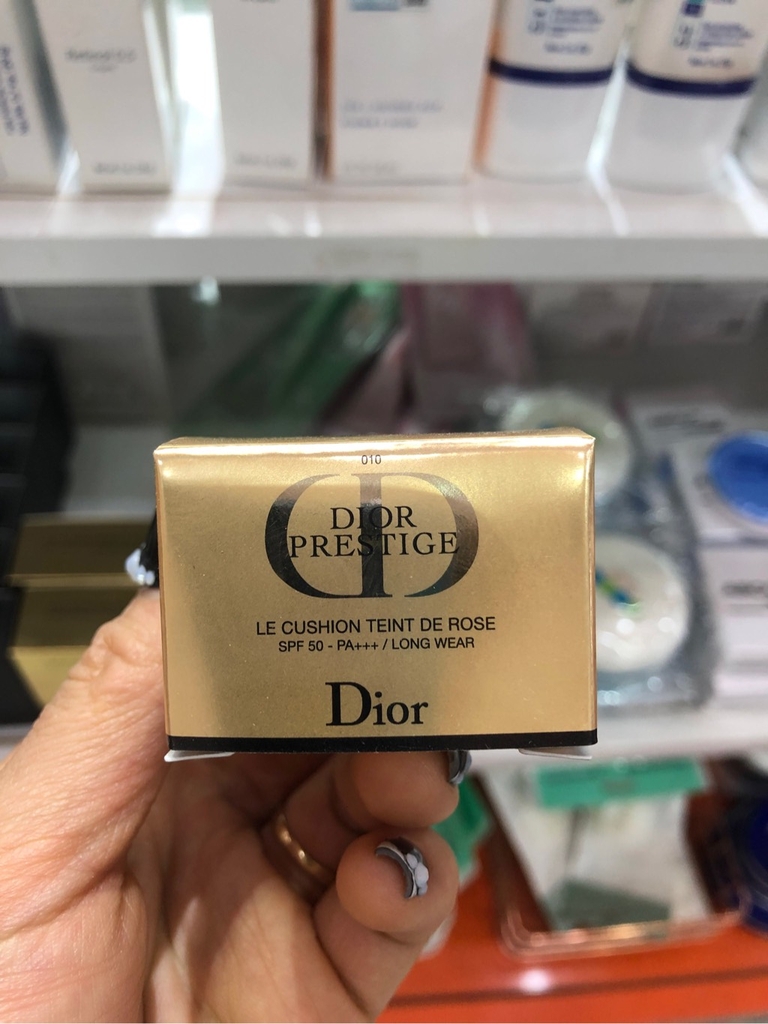 010
DIOR
PRESTIGE
LE CUSHION TEINT DE ROSE
SPF 50 - PA+++ / LONG WEAR
Dior